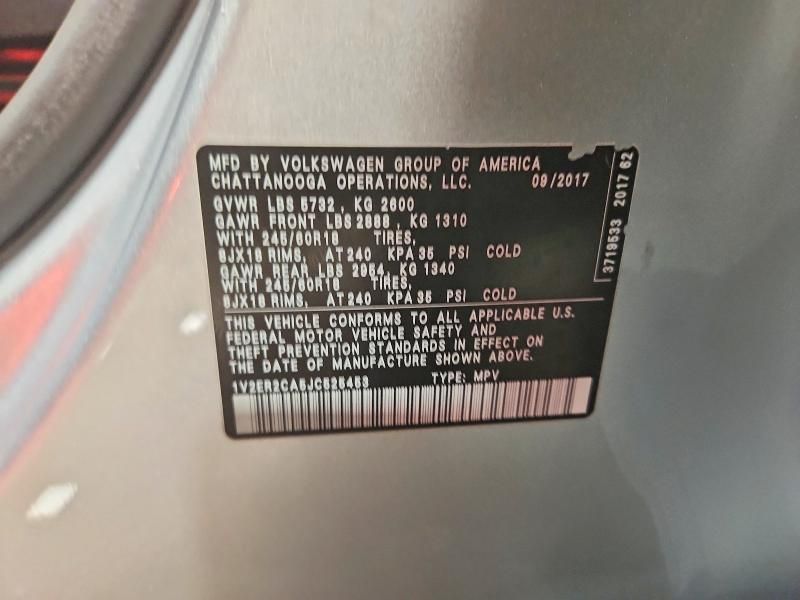 MFD BY VOLKSWAGEN GROUP OF AMERICA
CHATTANOOGA OPERATIONS, LLC. 09/2017
GVWR LBS 5732, KG 2600
GAWR FRONT LBS 2888, KG 1310
WITH 245/60R18 TIRES,
8JX18 RIMS, AT 240 KPA 35 PSI COLD
GAWR REAR LBS 2954, KG 1340
WITH 245/60R18 TIRES,
8JX18 RIMS, AT 240 KPA 35 PSI COLD
THIS VEHICLE CONFORMS TO ALL APPLICABLE U.S.
FEDERAL MOTOR VEHICLE SAFETY AND
THEFT PREVENTION STANDARDS IN EFFECT ON
THE DATE OF MANUFACTURE SHOWN ABOVE.
1V2ER2CA5JC525453 TYPE: MPV
3719533 2017 62